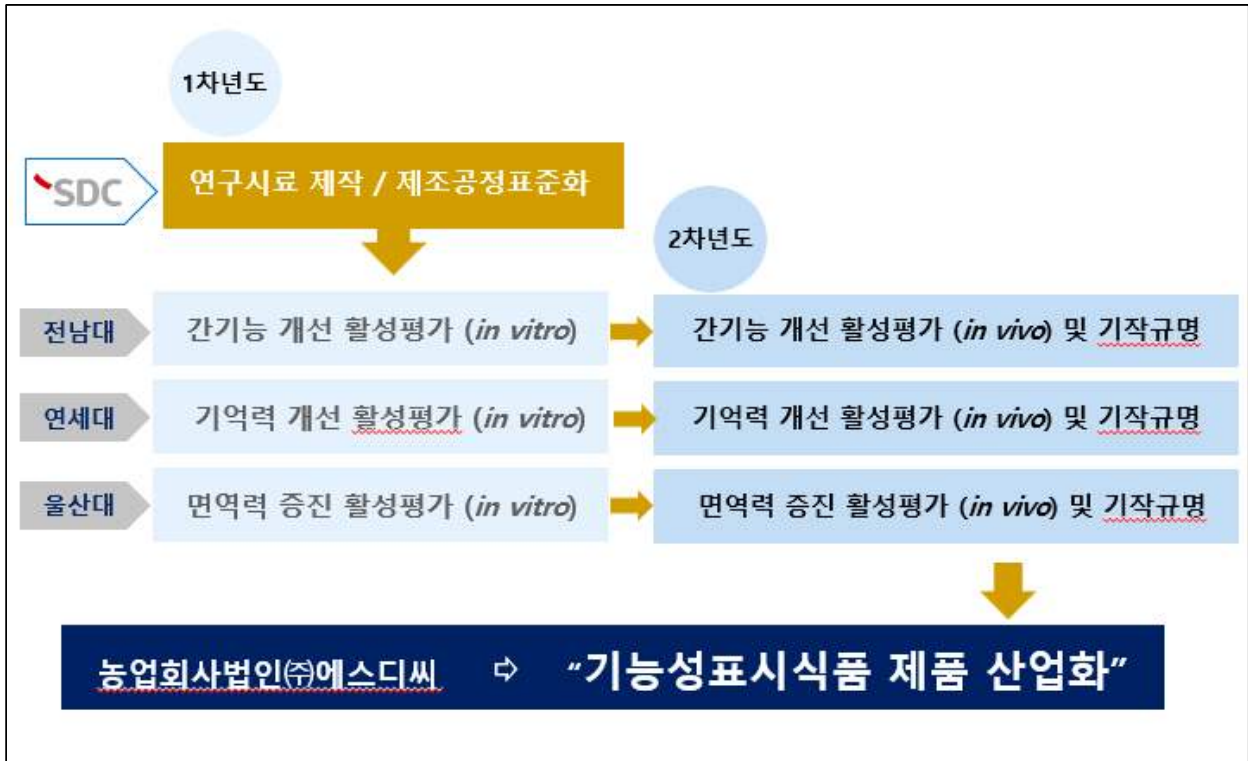 1차년도
SDC
연구시료 제작 / 제조공정표준화
2차년도
전남대
간기능 개선 활성평가 (in vitro)
간기능 개선 활성평가 (in vivo) 및 기작규명
연세대
기억력 개선 활성평가 (in vitro)
기억력 개선 활성평가 (in vivo) 및 기작규명
울산대
면역력 증진 활성평가 (in vitro)
면역력 증진 활성평가 (in vivo) 및 기작규명
농업회사법인㈜에스디씨 ⇨ “기능성표시식품 제품 산업화”